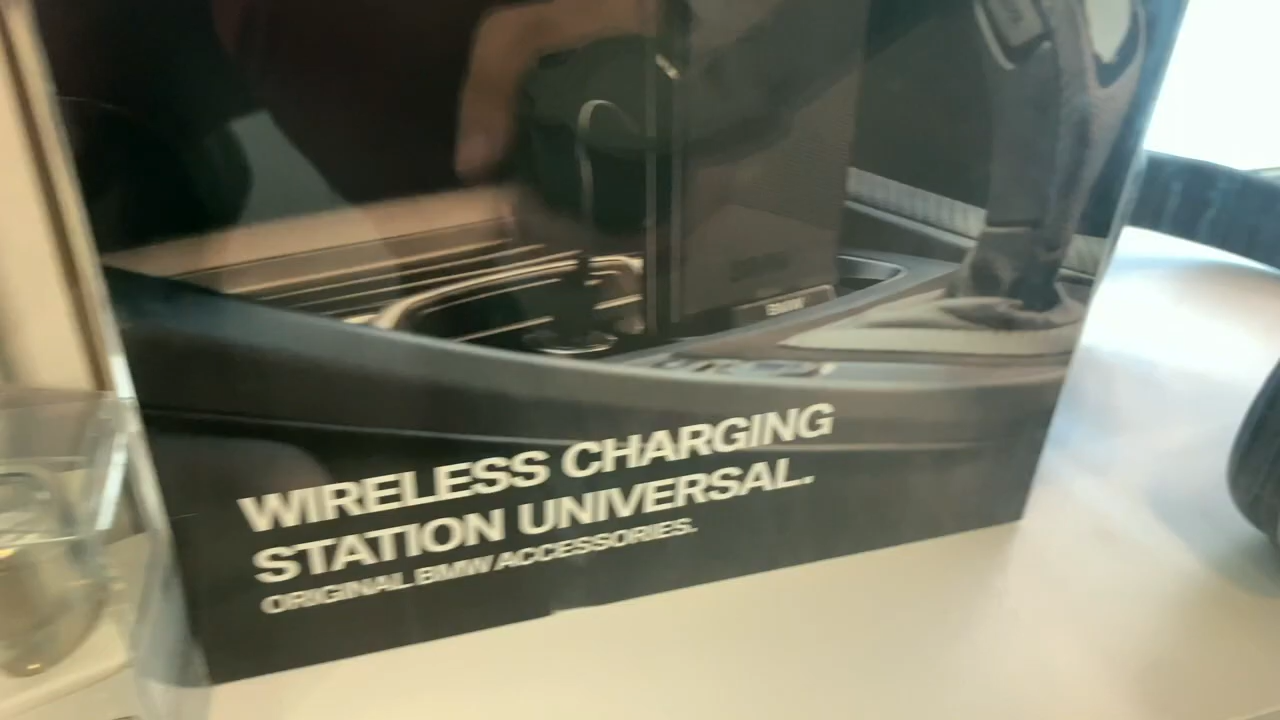 WIRELESS CHARGING
STATION UNIVERSAL.
ORIGINAL BMW ACCESSORIES.